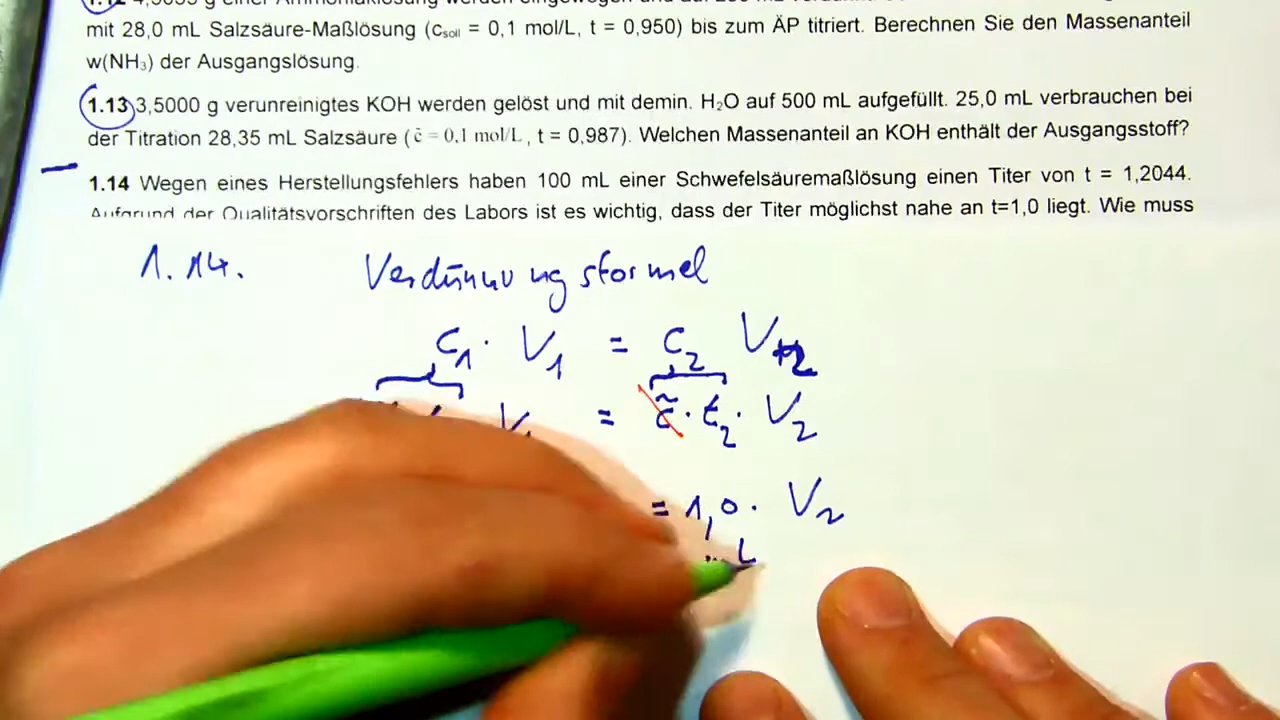 mit 28,0 mL Salzsäure-Maßlösung (csoll = 0,1 mol/L, t = 0,950) bis zum ÄP titriert. Berechnen Sie den Massenanteil
w(NH₃) der Ausgangslösung.
1.13 3,5000 g verunreinigtes KOH werden gelöst und mit demin. H₂O auf 500 mL aufgefüllt. 25,0 mL verbrauchen bei
der Titration 28,35 mL Salzsäure ( c̃ = 0,1 mol/L , t = 0,987). Welchen Massenanteil an KOH enthält der Ausgangsstoff?
1.14 Wegen eines Herstellungsfehlers haben 100 mL einer Schwefelsäuremaßlösung einen Titer von t = 1,2044.
Aufgrund der Qualitätsvorschriften des Labors ist es wichtig, dass der Titer möglichst nahe an t=1,0 liegt. Wie muss
1.14. Verdünnungsformel
c₁ · V₁ = c₂ V₂
= c̃ · t₂ · V₂
= 1,0 · V₂